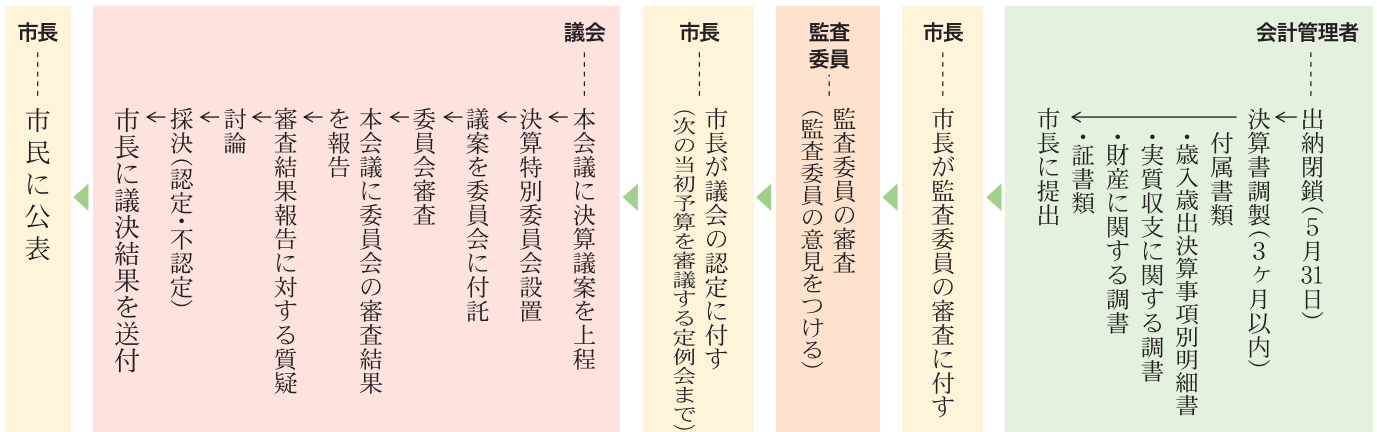 会計管理者
出納閉鎖(5月31日)
決算書調製(3ヶ月以内)
付属書類
・歳入歳出決算事項別明細書
・実質収支に関する調書
・財産に関する調書
・証書類
市長に提出
市長
市長が監査委員の審査に付す
監査
委員
監査委員の審査
(監査委員の意見をつける)
市長
市長が議会の認定に付す
(次の当初予算を審議する定例会まで)
議会
本会議に決算議案を上程
決算特別委員会設置
議案を委員会に付託
委員会審査
本会議に委員会の審査結果
を報告
審査結果報告に対する質疑
討論
採決(認定・不認定)
市長に議決結果を送付
市長
市民に公表